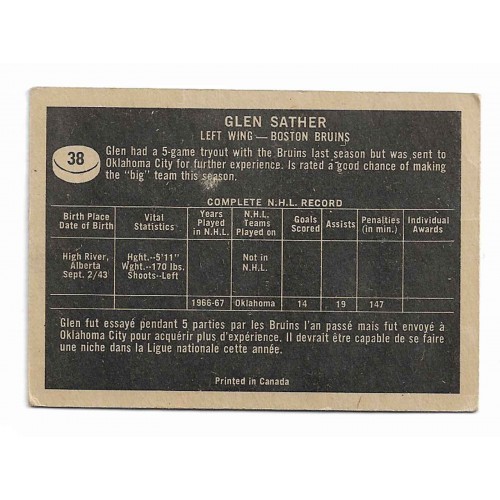 38
GLEN SATHER
LEFT WING — BOSTON BRUINS
Glen had a 5-game tryout with the Bruins last season but was sent to
Oklahoma City for further experience. Is rated a good chance of making
the "big" team this season.
COMPLETE N.H.L. RECORD
Birth Place Date of Birth | Vital Statistics | Years Played in N.H.L. | N.H.L. Teams Played on | Goals Scored | Assists | Penalties (in min.) | Individual Awards
High River, Alberta Sept. 2/43 | Hght.--5'11" Wght.--170 lbs. Shoots--Left | Not in N.H.L.
1966-67 | Oklahoma | 14 | 19 | 147
Glen fut essayé pendant 5 parties par les Bruins l'an passé mais fut envoyé à
Oklahoma City pour acquérir plus d'expérience. Il devrait être capable de se faire
une niche dans la Ligue nationale cette année.
Printed in Canada